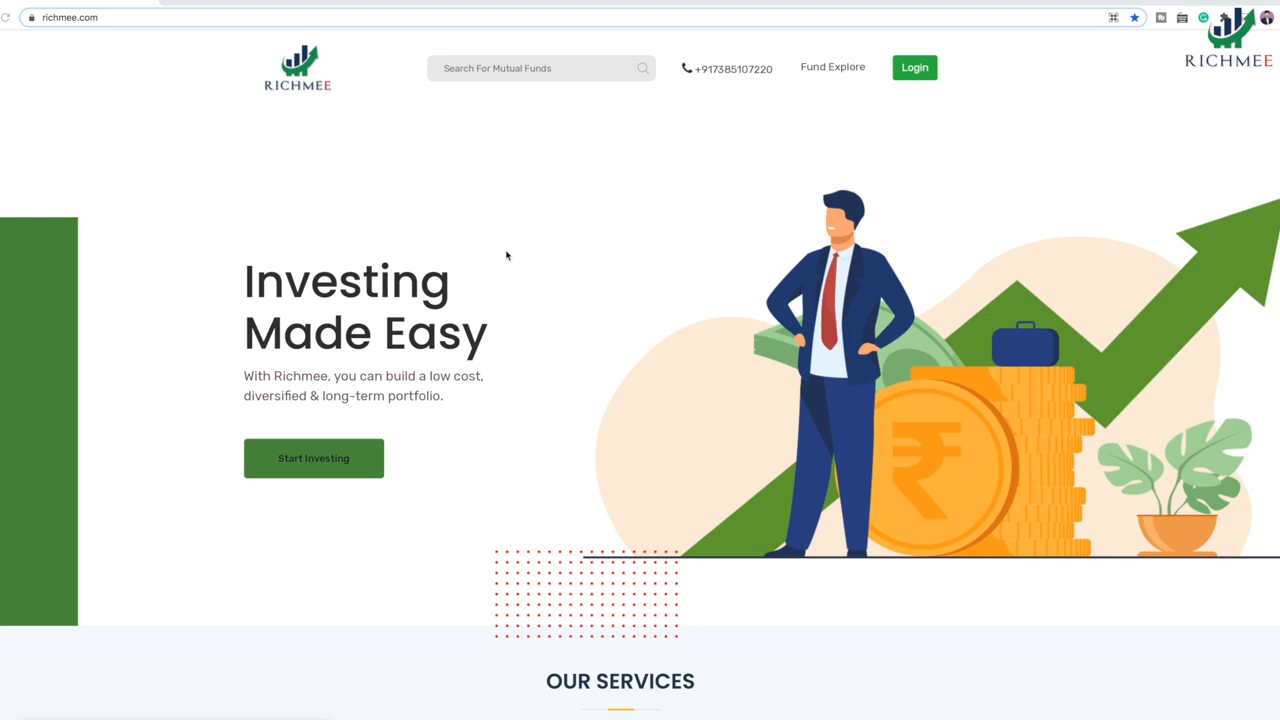 richmee.com
RICHMEE
Search For Mutual Funds
+917385107220
Fund Explore
Login
RICHMEE
Investing
Made Easy
With Richmee, you can build a low cost,
diversified & long-term portfolio.
Start Investing
₹
OUR SERVICES